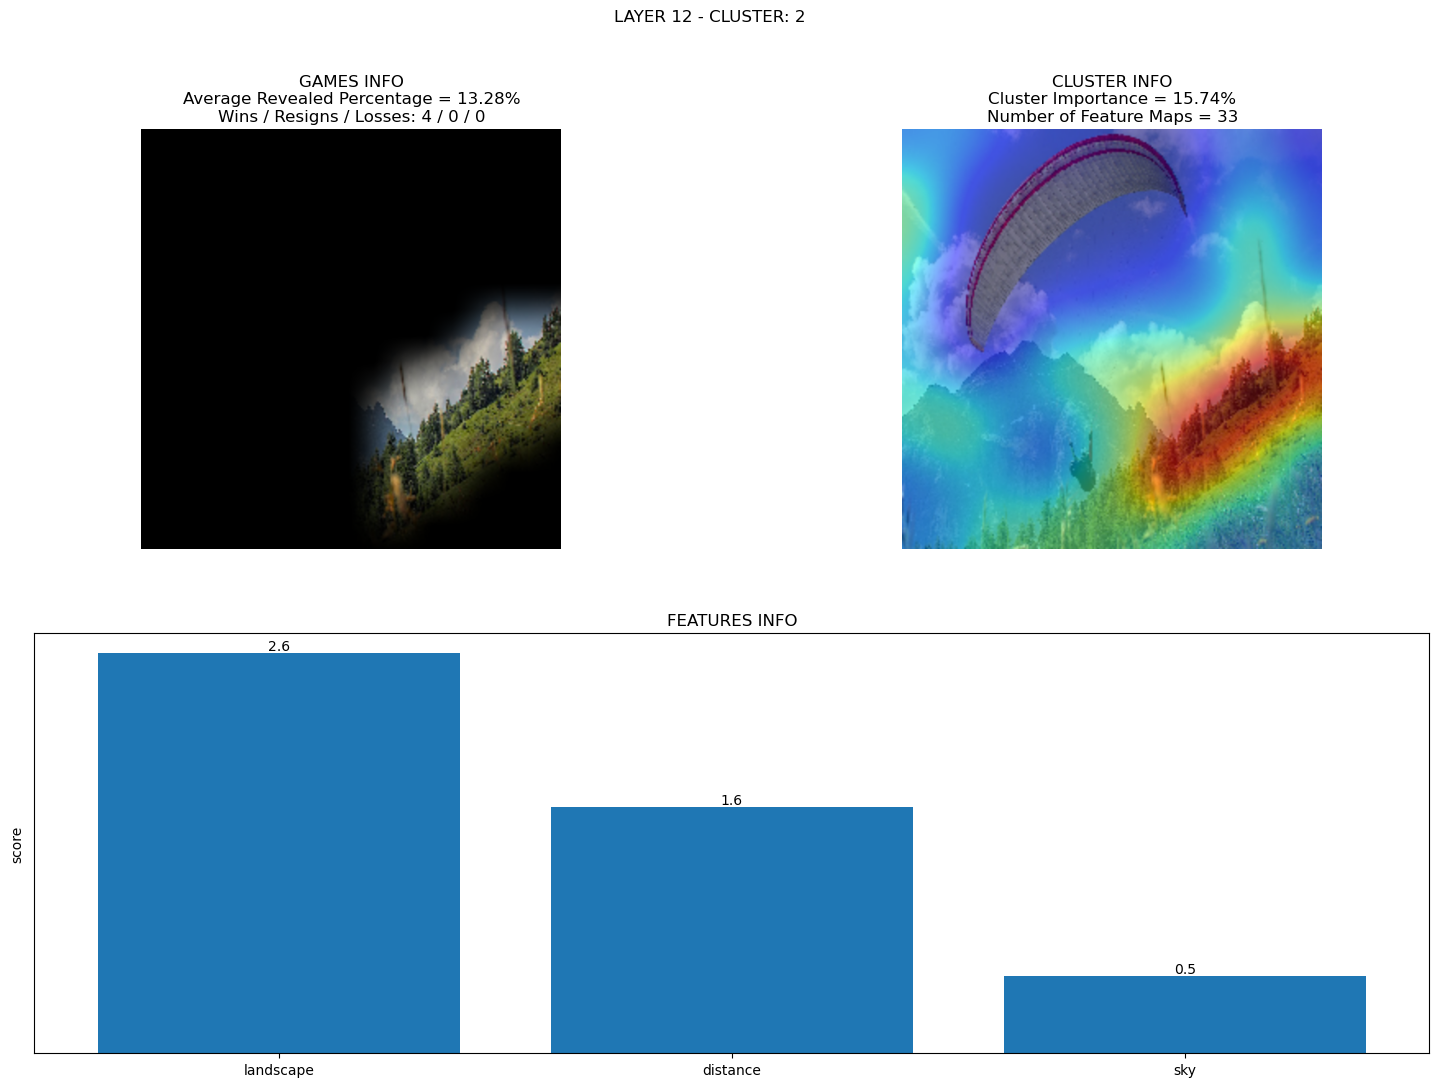 LAYER 12 - CLUSTER: 2
GAMES INFO
Average Revealed Percentage = 13.28%
Wins / Resigns / Losses: 4 / 0 / 0
CLUSTER INFO
Cluster Importance = 15.74%
Number of Feature Maps = 33
FEATURES INFO
score
2.6
1.6
0.5
landscape
distance
sky